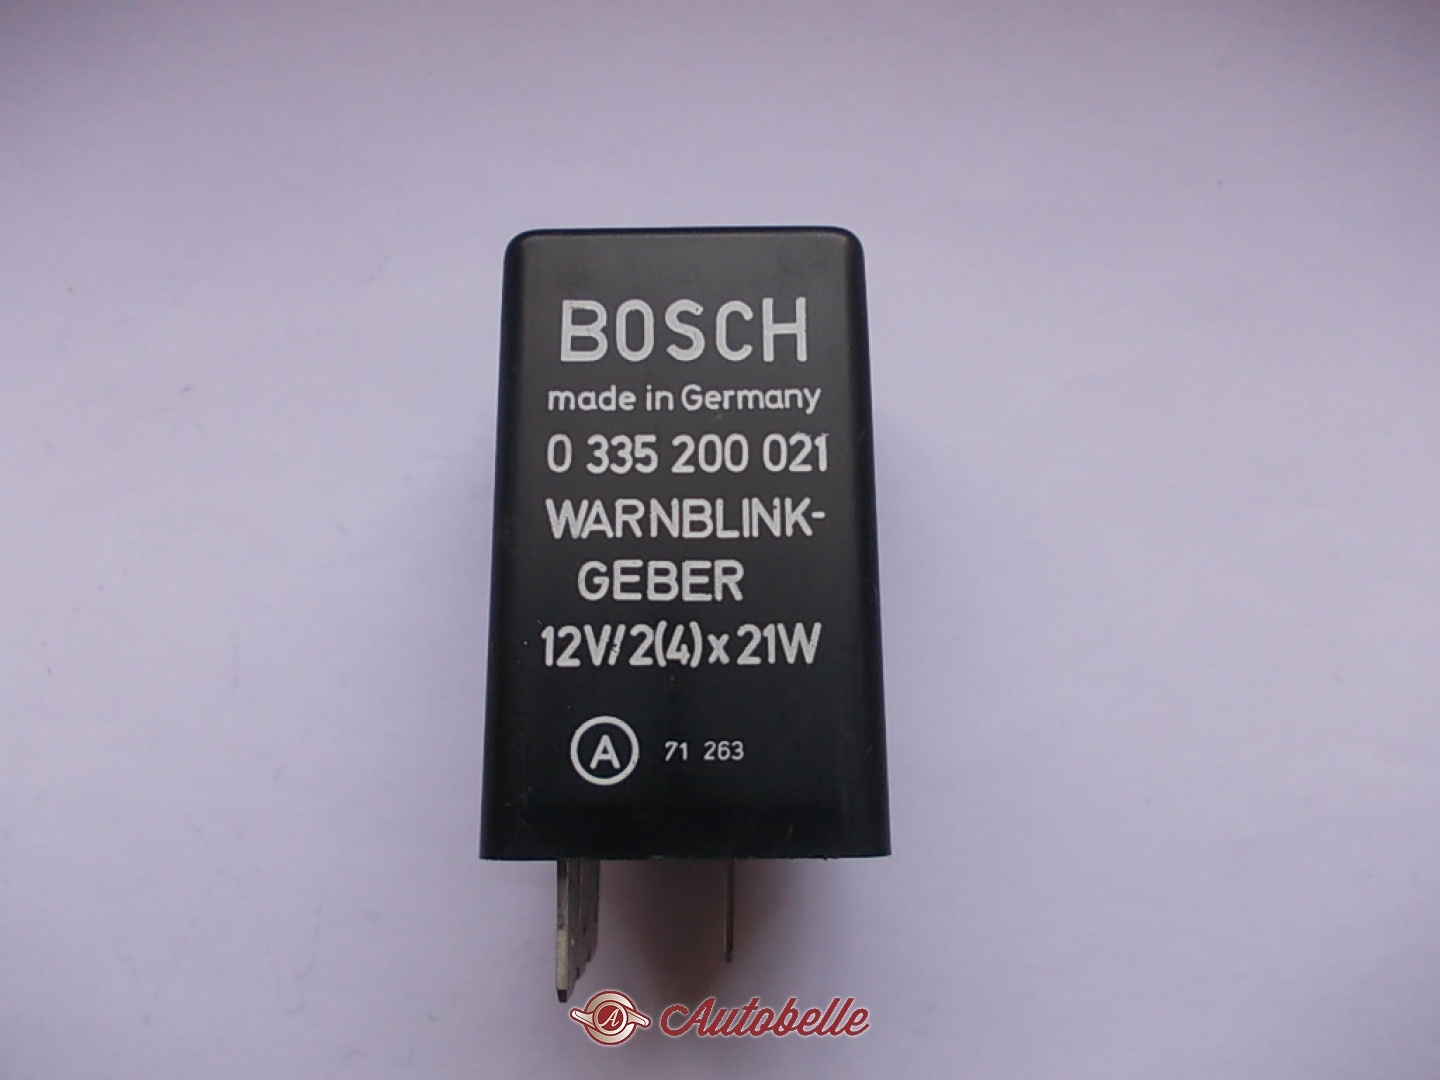 BOSCH
made in Germany
0 335 200 021
WARNBLINK-
GEBER
12V/2(4)x21W
A 71 263
A Autobelle